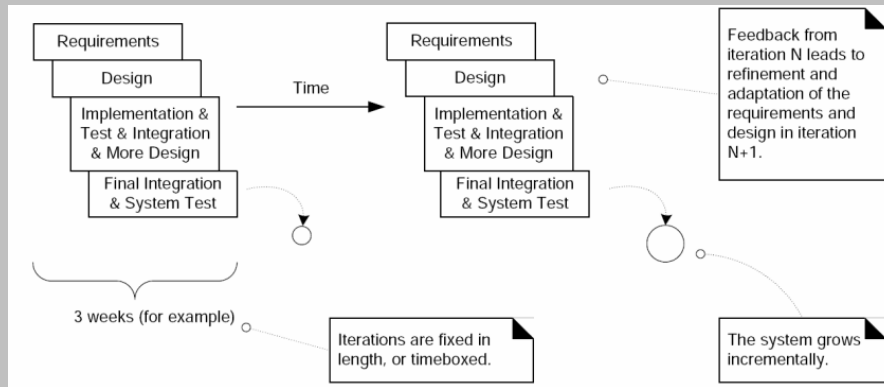 Requirements
Design
Implementation &
Test & Integration
& More Design
Final Integration
& System Test
Time
Requirements
Design
Implementation &
Test & Integration
& More Design
Final Integration
& System Test
Feedback from
iteration N leads to
refinement and
adaptation of the
requirements and
design in iteration
N+1.
3 weeks (for example)
Iterations are fixed in
length, or timeboxed.
The system grows
incrementally.